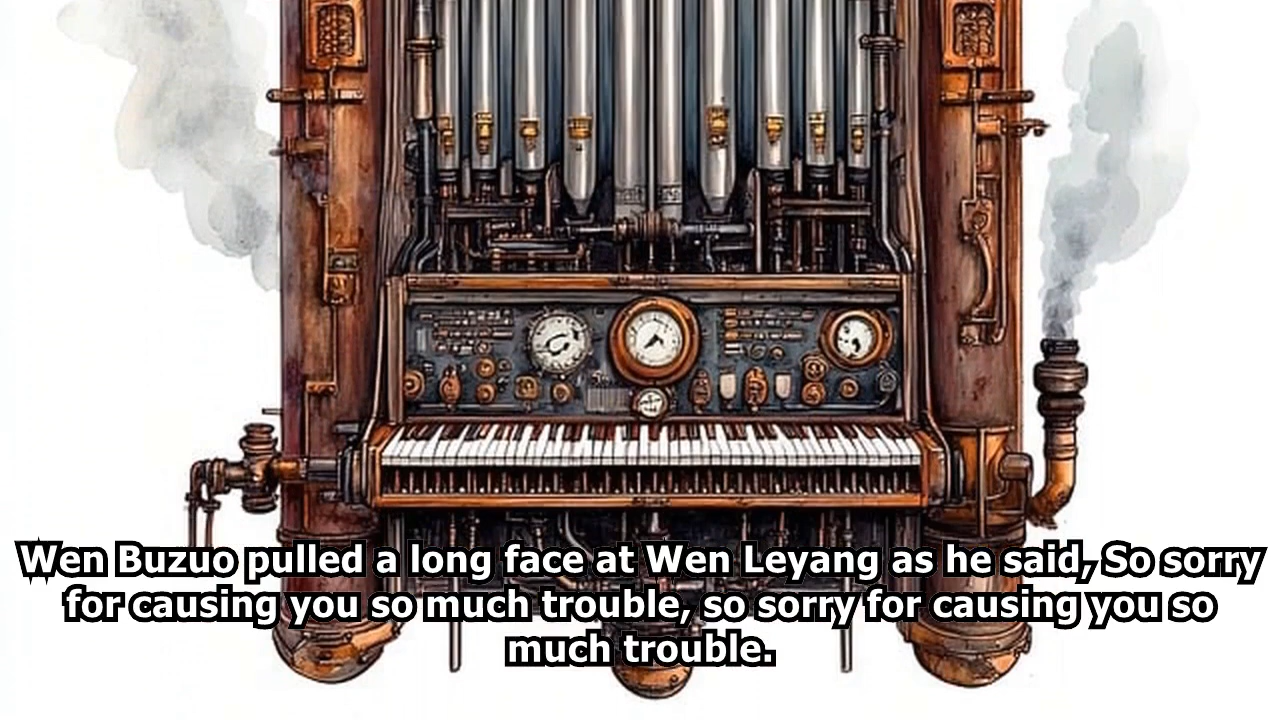 Wen Buzuo pulled a long face at Wen Leyang as he said, So sorry
for causing you so much trouble, so sorry for causing you so
much trouble.